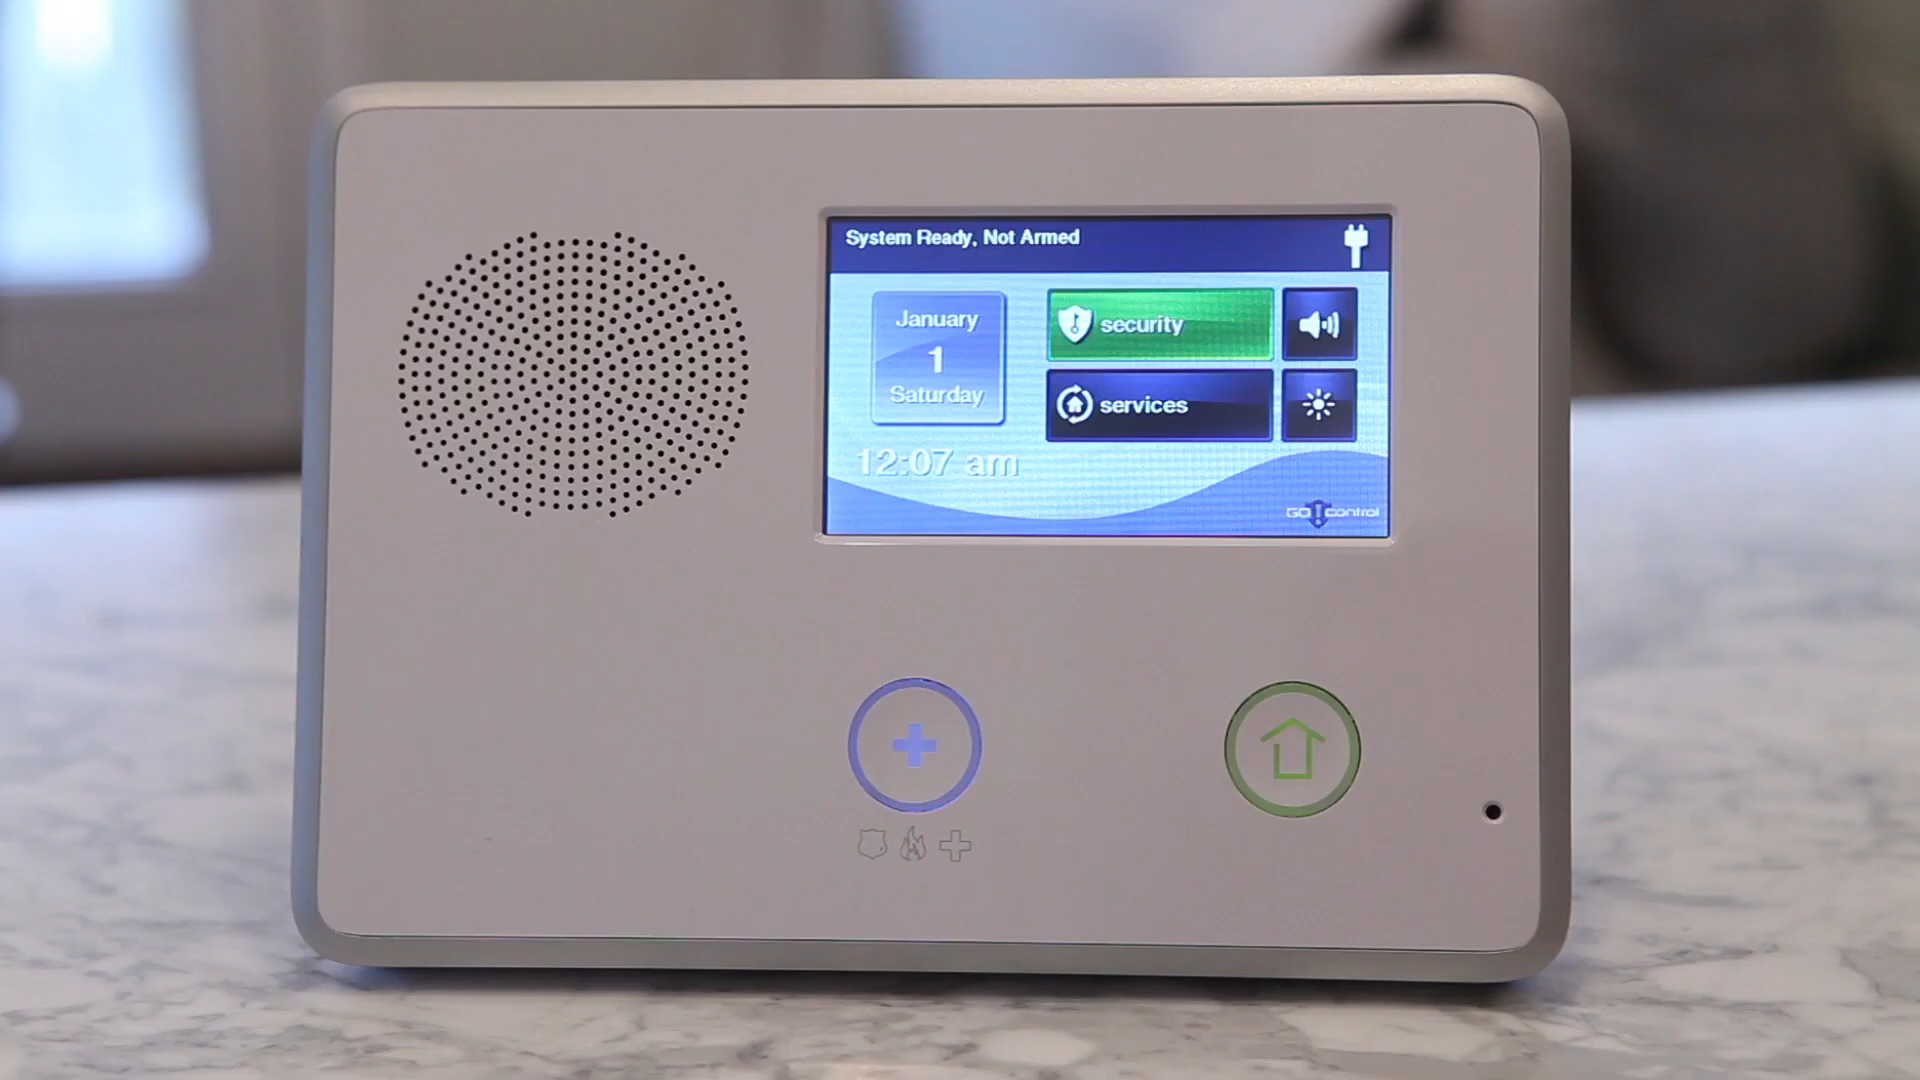 System Ready, Not Armed
January
1
Saturday
12:07 am
security
services
GO!control